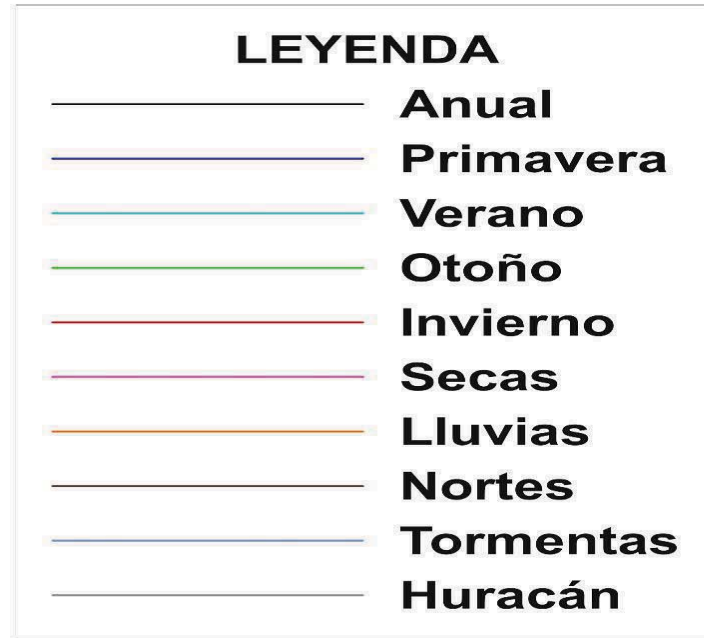 LEYENDA
Anual
Primavera
Verano
Otoño
Invierno
Secas
Lluvias
Nortes
Tormentas
Huracán